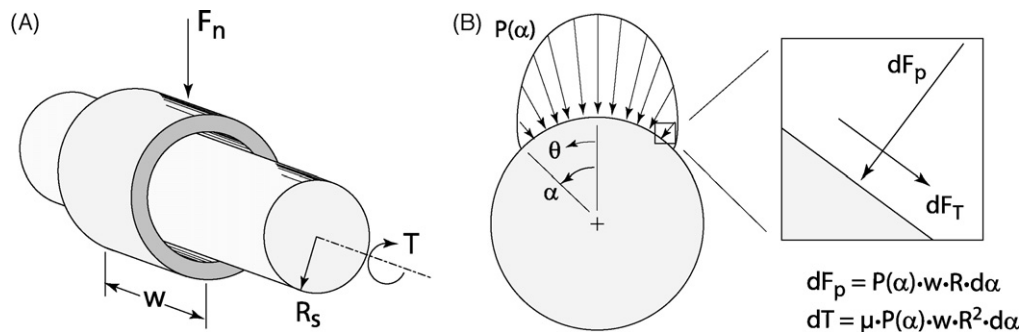 (A)
Fn
T
Rs
w
(B)
P(α)
θ
α
dFp
dFT
dFp = P(α)·w·R·dα
dT = μ·P(α)·w·R²·dα